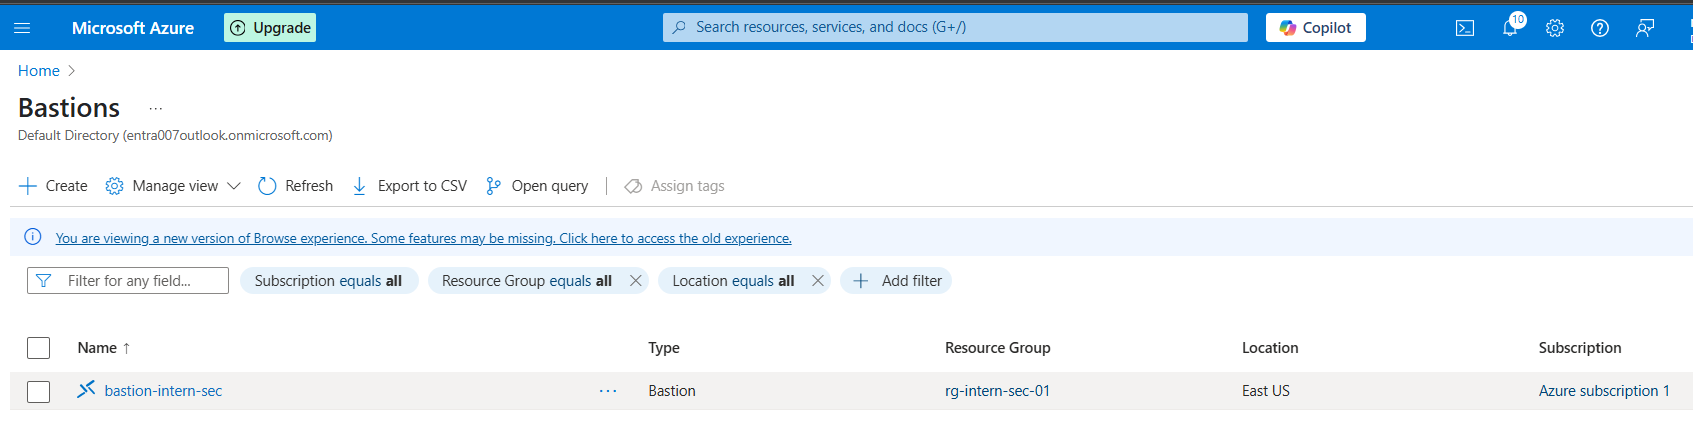 Microsoft Azure Upgrade Search resources, services, and docs (G+/) Copilot 10
Home
Bastions ...
Default Directory (entra007outlook.onmicrosoft.com)
Create Manage view Refresh Export to CSV Open query Assign tags
You are viewing a new version of Browse experience. Some features may be missing. Click here to access the old experience.
Filter for any field... Subscription equals all Resource Group equals all Location equals all Add filter
Name ↑ Type Resource Group Location Subscription
bastion-intern-sec ... Bastion rg-intern-sec-01 East US Azure subscription 1